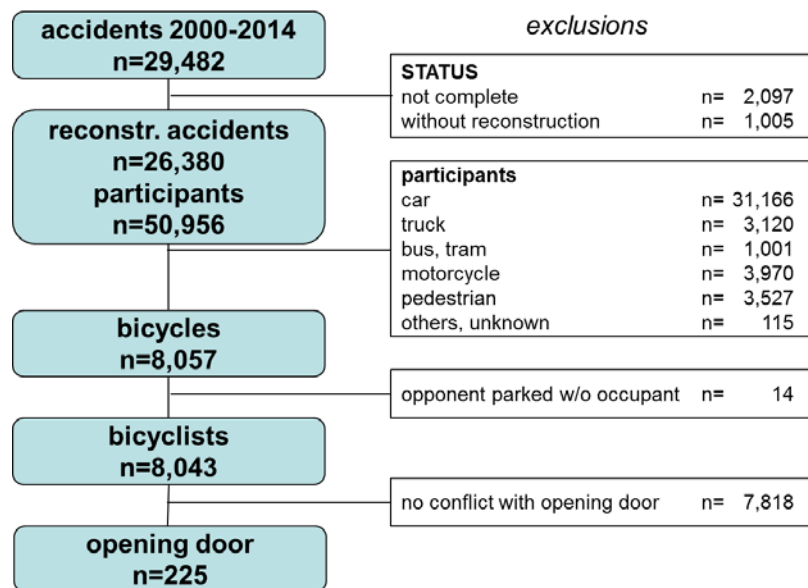 accidents 2000-2014
n=29,482
exclusions
STATUS
not complete n= 2,097
without reconstruction n= 1,005
reconstr. accidents
n=26,380
participants
n=50,956
participants
car n= 31,166
truck n= 3,120
bus, tram n= 1,001
motorcycle n= 3,970
pedestrian n= 3,527
others, unknown n= 115
bicycles
n=8,057
opponent parked w/o occupant n= 14
bicyclists
n=8,043
no conflict with opening door n= 7,818
opening door
n=225